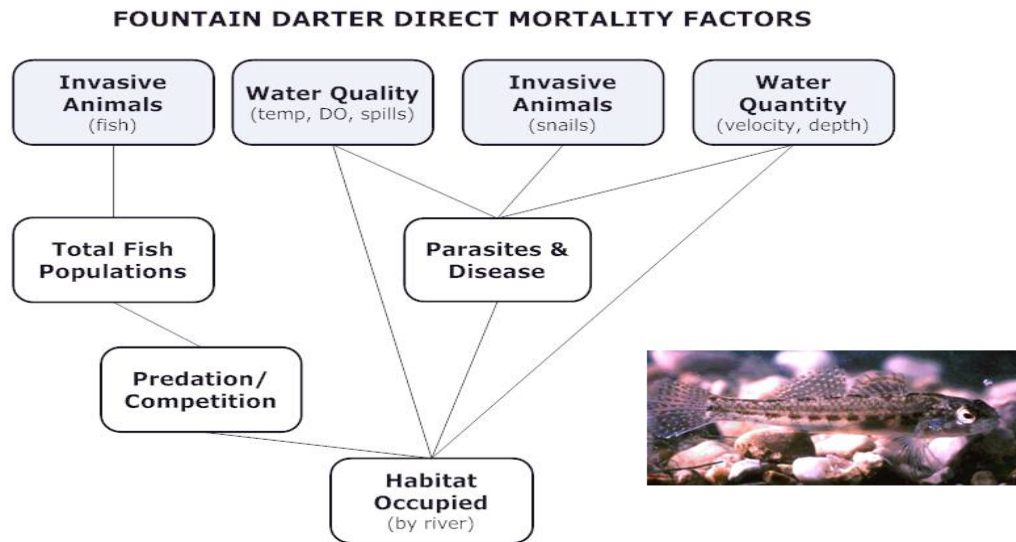 FOUNTAIN DARTER DIRECT MORTALITY FACTORS
Invasive
Animals
(fish)
Water Quality
(temp, DO, spills)
Invasive
Animals
(snails)
Water
Quantity
(velocity, depth)
Total Fish
Populations
Parasites &
Disease
Predation/
Competition
Habitat
Occupied
(by river)